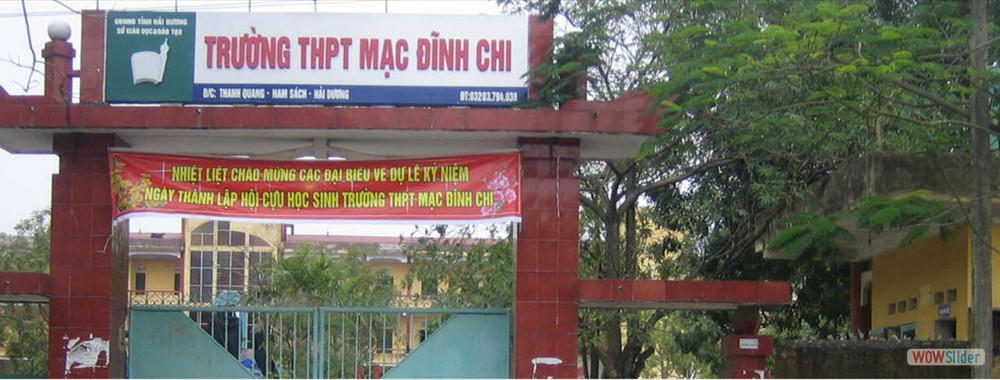 UBND TỈNH HẢI DƯƠNG
SỞ GIÁO DỤC&ĐÀO TẠO
TRƯỜNG THPT MẠC ĐĨNH CHI
Đ/C: THANH QUANG - NAM SÁCH - HẢI DƯƠNG ĐT:03203.794.038
NHIỆT LIỆT CHÀO MỪNG CÁC ĐẠI BIỂU VỀ DỰ LỄ KỶ NIỆM
NGÀY THÀNH LẬP HỘI CỰU HỌC SINH TRƯỜNG THPT MẠC ĐĨNH CHI
WOWSlider